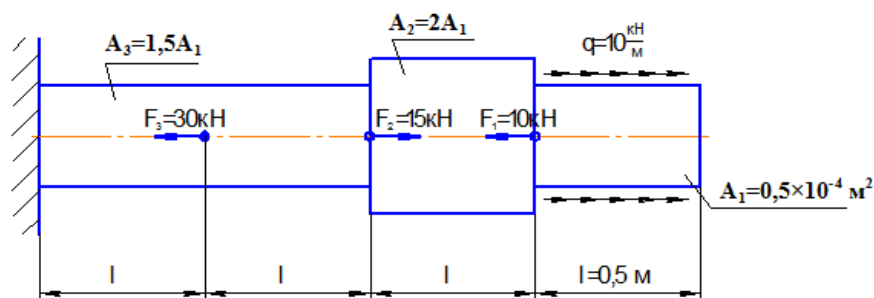 A₂=2A₁
A₃=1,5A₁
q=10 кН/м
F₃=30кН
F₂=15кН
F₁=10кН
A₁=0,5×10⁻⁴ м²
l
l
l
l=0,5 м